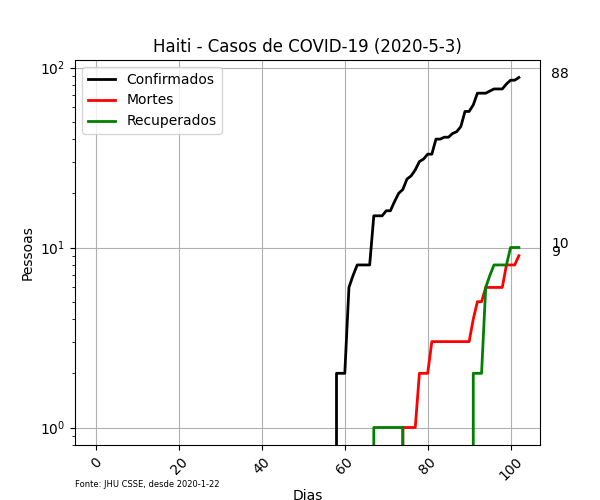 Haiti - Casos de COVID-19 (2020-5-3)
10²
10¹
10⁰
Pessoas
Confirmados
Mortes
Recuperados
88
10
9
0
20
40
60
80
100
Fonte: JHU CSSE, desde 2020-1-22
Dias